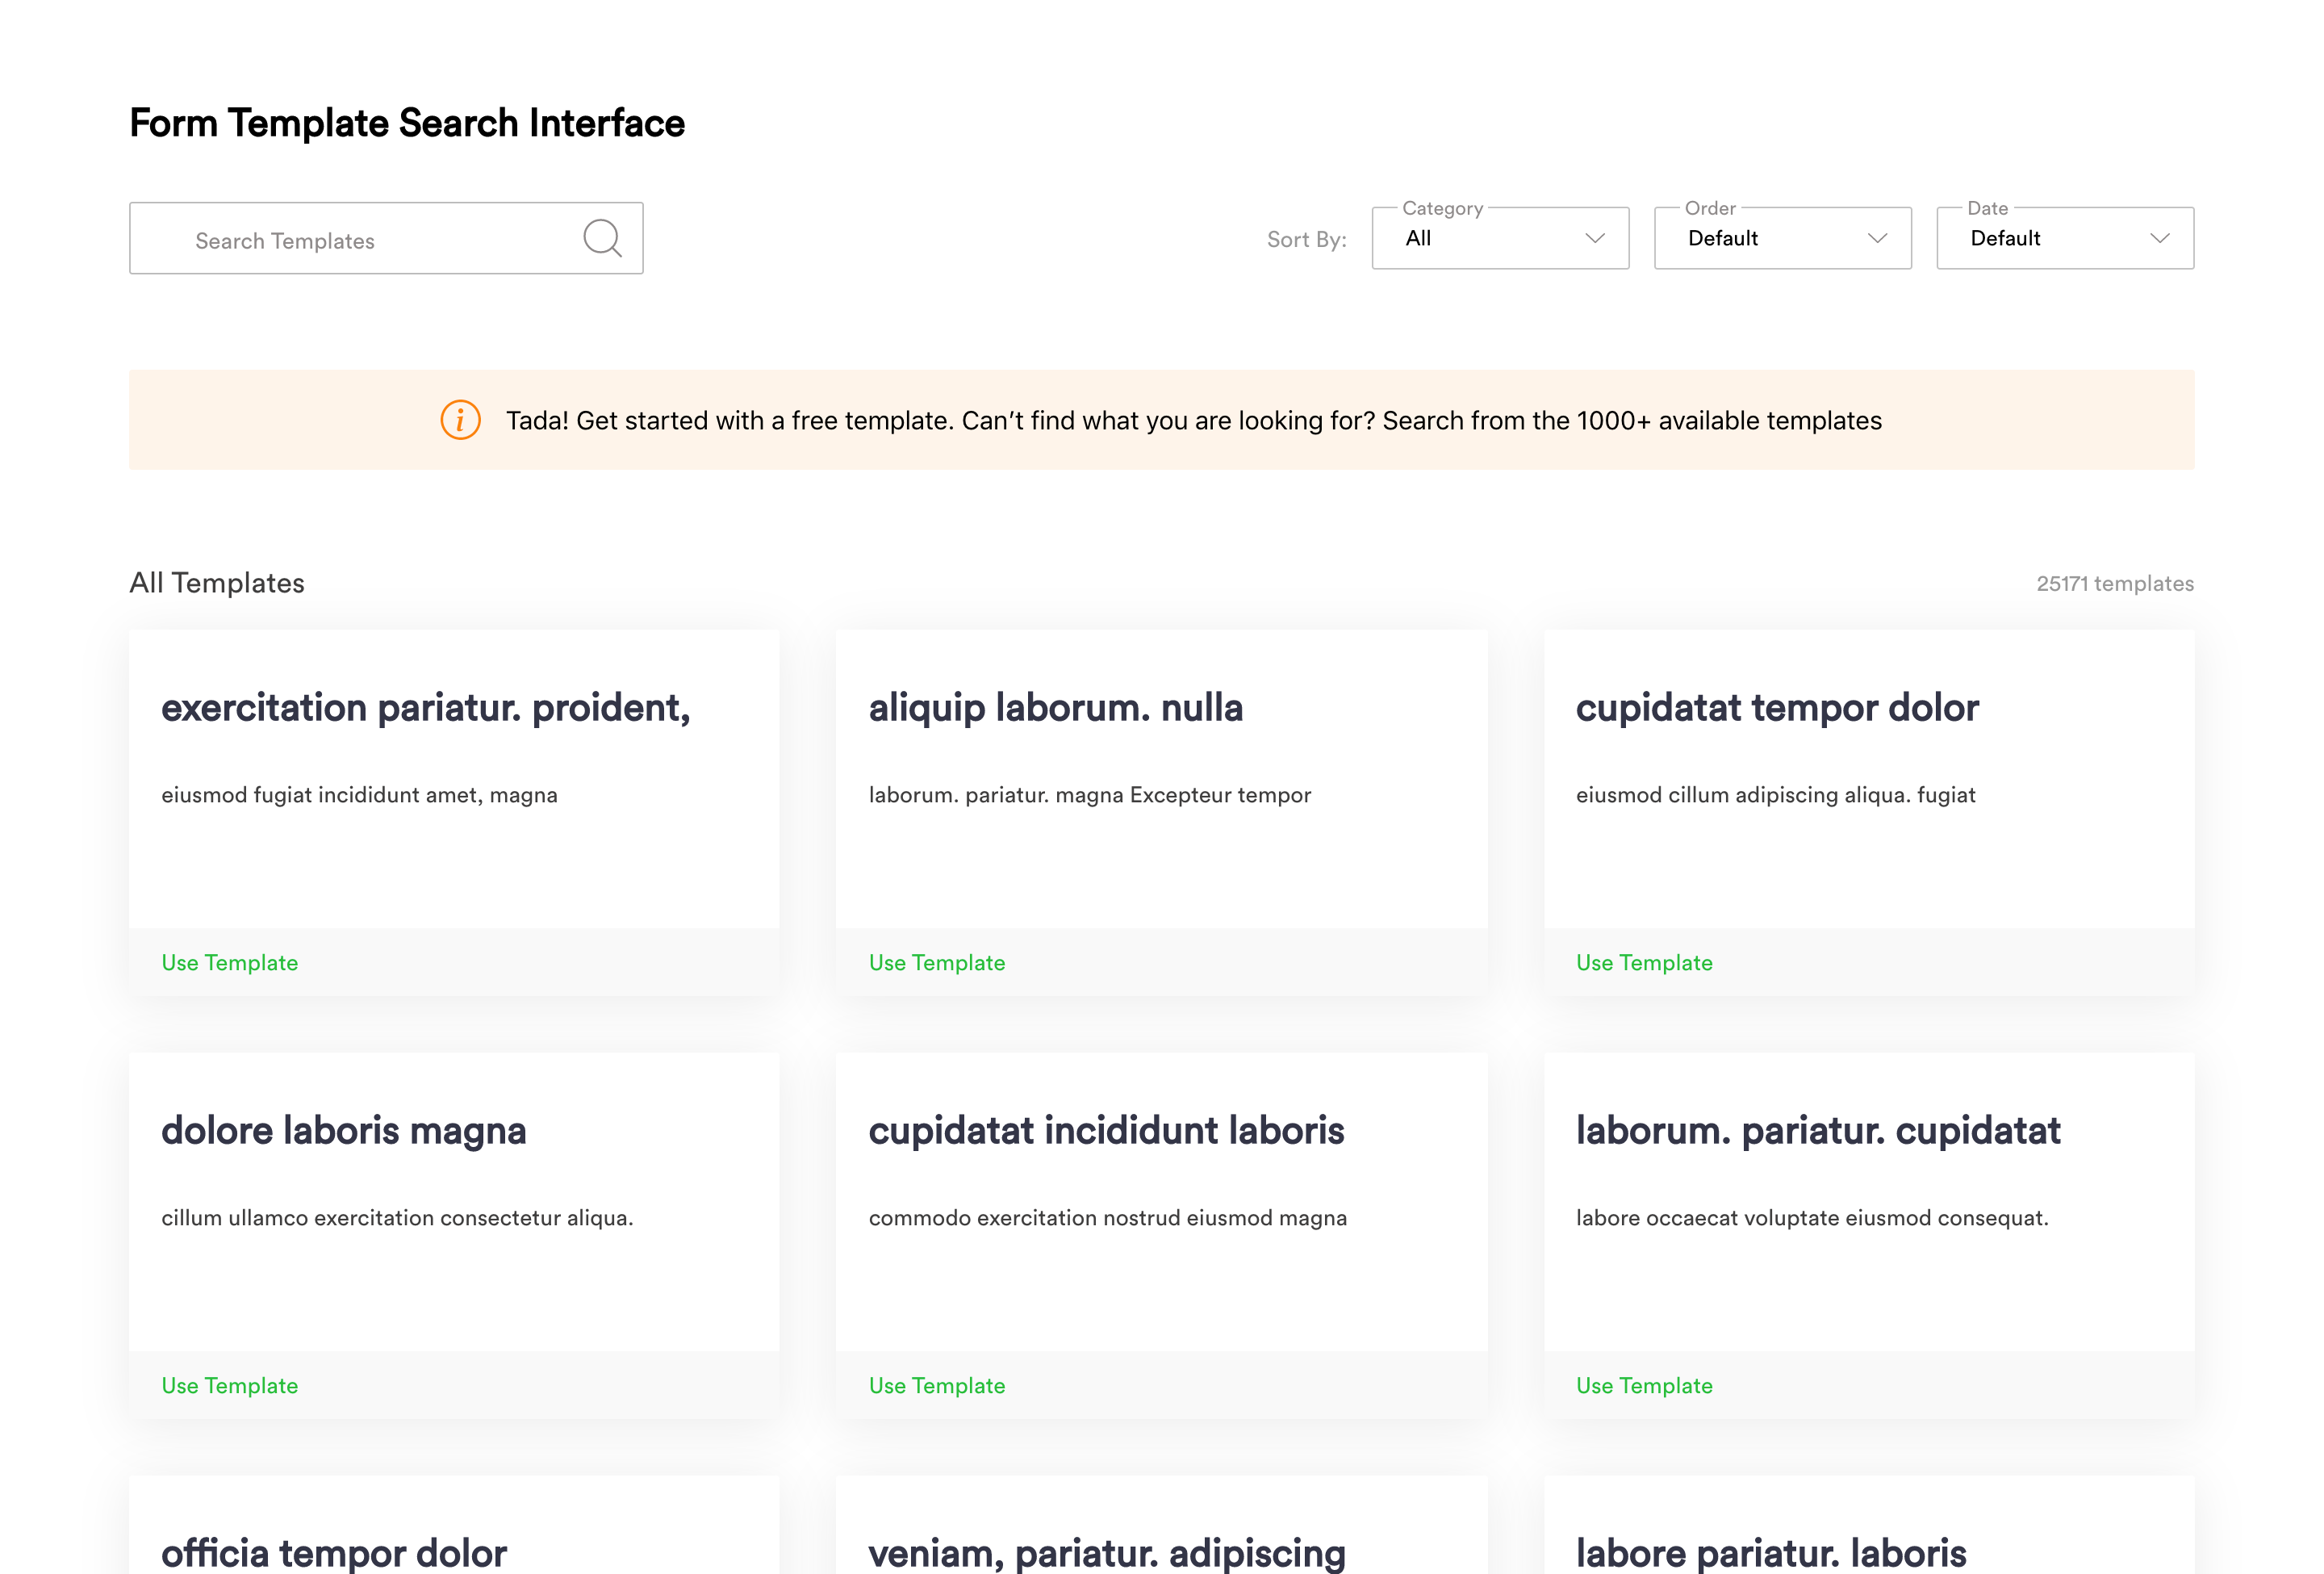 Form Template Search Interface
Search Templates
Sort By:
Category
All
Order
Default
Date
Default
Tada! Get started with a free template. Can’t find what you are looking for? Search from the 1000+ available templates
All Templates
25171 templates
exercitation pariatur. proident,
eiusmod fugiat incididunt amet, magna
Use Template
aliquip laborum. nulla
laborum. pariatur. magna Excepteur tempor
Use Template
cupidatat tempor dolor
eiusmod cillum adipiscing aliqua. fugiat
Use Template
dolore laboris magna
cillum ullamco exercitation consectetur aliqua.
Use Template
cupidatat incididunt laboris
commodo exercitation nostrud eiusmod magna
Use Template
laborum. pariatur. cupidatat
labore occaecat voluptate eiusmod consequat.
Use Template
officia tempor dolor
veniam, pariatur. adipiscing
labore pariatur. laboris